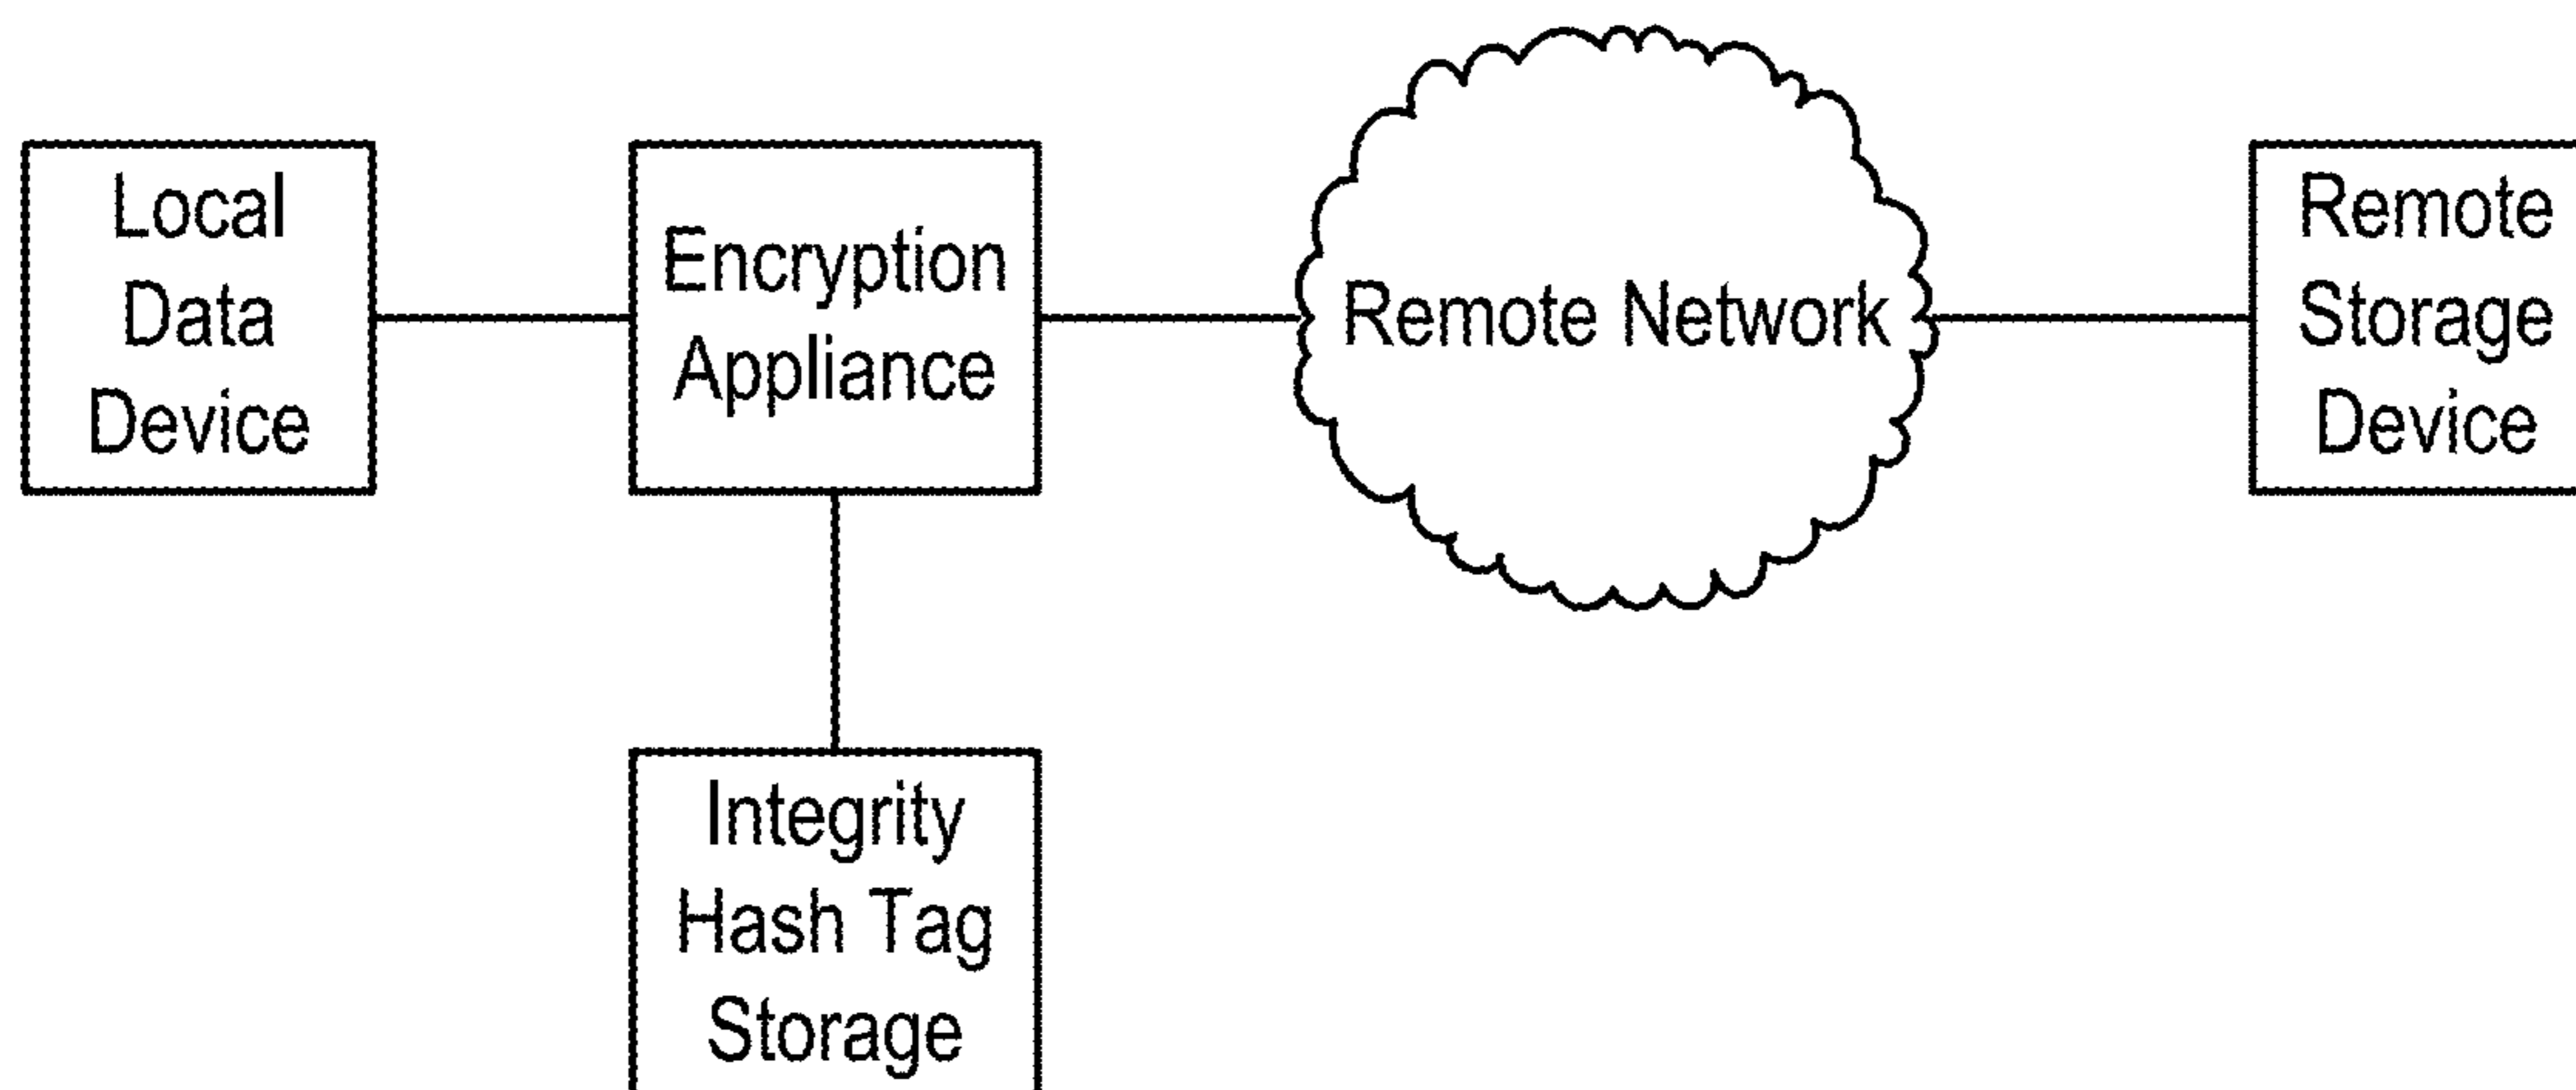 Local
Data
Device
Encryption
Appliance
Remote Network
Remote
Storage
Device
Integrity
Hash Tag
Storage